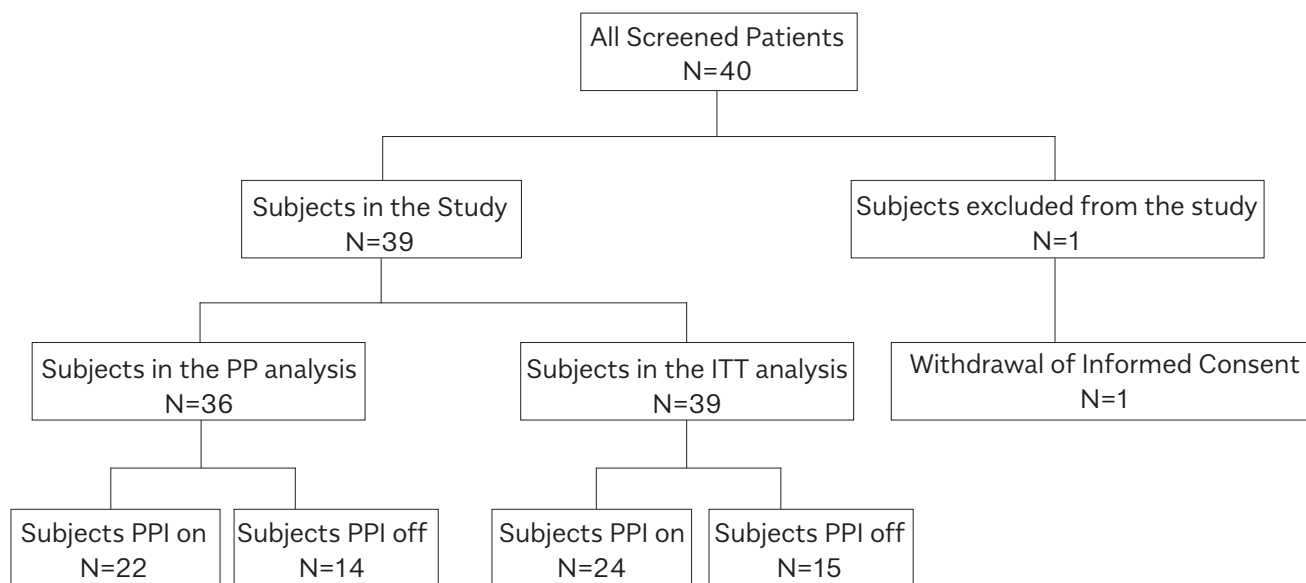 All Screened Patients
N=40
Subjects in the Study
N=39
Subjects excluded from the study
N=1
Subjects in the PP analysis
N=36
Subjects in the ITT analysis
N=39
Withdrawal of Informed Consent
N=1
Subjects PPI on
N=22
Subjects PPI off
N=14
Subjects PPI on
N=24
Subjects PPI off
N=15